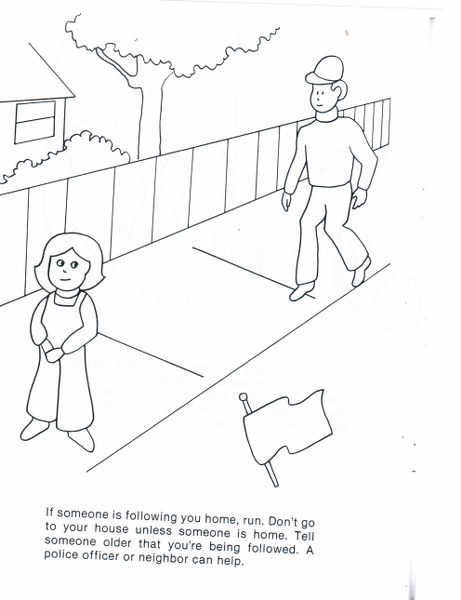 If someone is following you home, run. Don't go
to your house unless someone is home. Tell
someone older that you're being followed. A
police officer or neighbor can help.